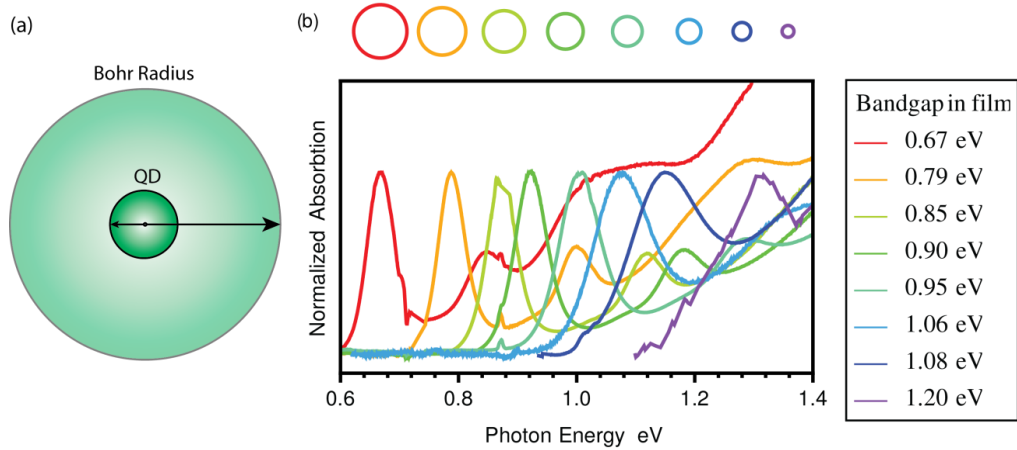 (a)
Bohr Radius
QD
(b)
Normalized Absorbtion
0.6 0.8 1.0 1.2 1.4
Photon Energy eV
Bandgap in film
0.67 eV
0.79 eV
0.85 eV
0.90 eV
0.95 eV
1.06 eV
1.08 eV
1.20 eV